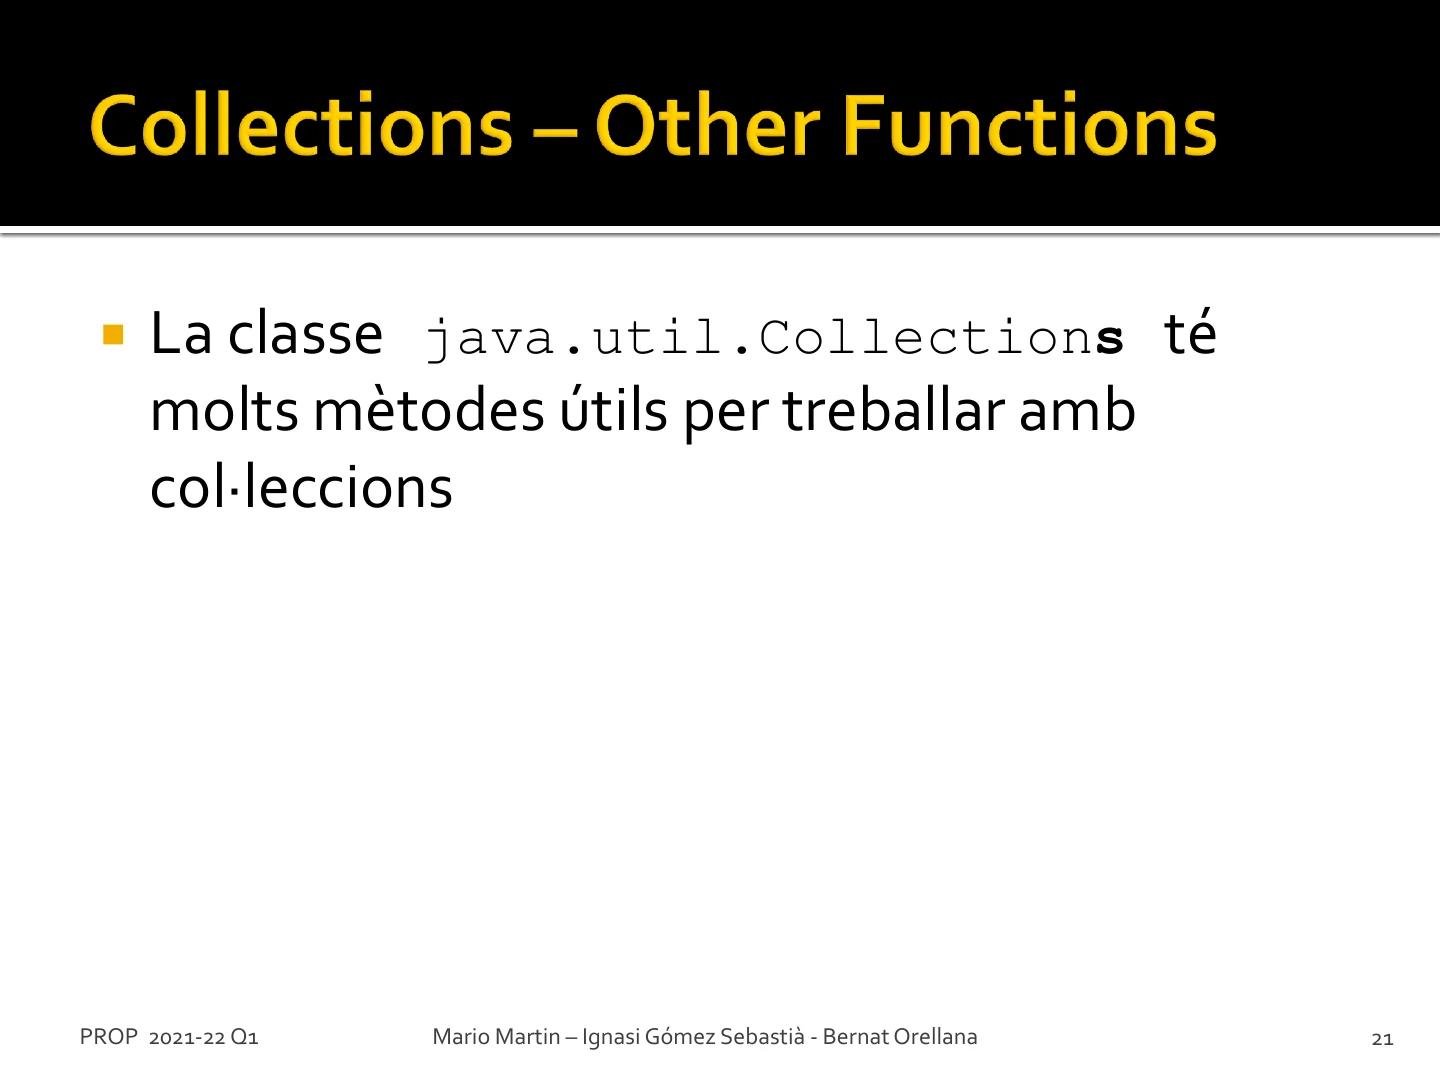 Collections – Other Functions
La classe java.util.Collections té
molts mètodes útils per treballar amb
col·leccions
PROP 2021-22 Q1
Mario Martin – Ignasi Gómez Sebastià - Bernat Orellana
21